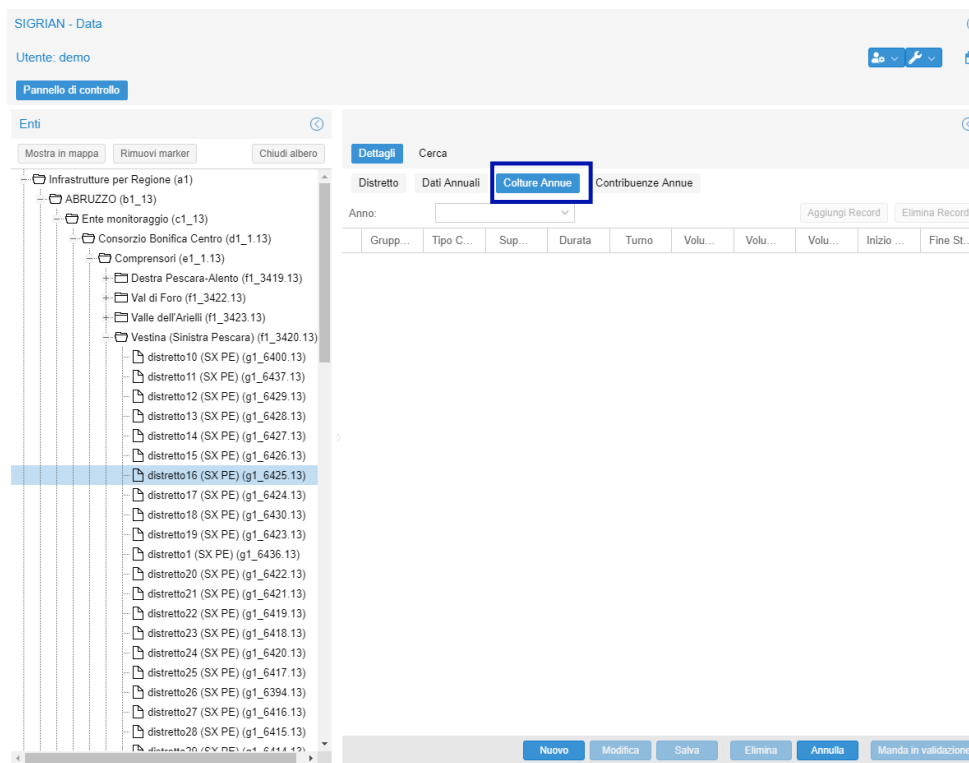 SIGRIAN - Data
Utente: demo
Pannello di controllo
Enti
Mostra in mappa Rimuovi marker Chiudi albero
Infrastrutture per Regione (a1)
ABRUZZO (b1_13)
Ente monitoraggio (c1_13)
Consorzio Bonifica Centro (d1_1.13)
Comprensori (e1_1.13)
Destra Pescara-Alento (f1_3419.13)
Val di Foro (f1_3422.13)
Valle dell'Arielli (f1_3423.13)
Vestina (Sinistra Pescara) (f1_3420.13)
distretto10 (SX PE) (g1_6400.13)
distretto11 (SX PE) (g1_6437.13)
distretto12 (SX PE) (g1_6429.13)
distretto13 (SX PE) (g1_6428.13)
distretto14 (SX PE) (g1_6427.13)
distretto15 (SX PE) (g1_6426.13)
distretto16 (SX PE) (g1_6425.13)
distretto17 (SX PE) (g1_6424.13)
distretto18 (SX PE) (g1_6430.13)
distretto19 (SX PE) (g1_6423.13)
distretto1 (SX PE) (g1_6436.13)
distretto20 (SX PE) (g1_6422.13)
distretto21 (SX PE) (g1_6421.13)
distretto22 (SX PE) (g1_6419.13)
distretto23 (SX PE) (g1_6418.13)
distretto24 (SX PE) (g1_6420.13)
distretto25 (SX PE) (g1_6417.13)
distretto26 (SX PE) (g1_6394.13)
distretto27 (SX PE) (g1_6416.13)
distretto28 (SX PE) (g1_6415.13)
distretto29 (SX PE) (g1_6414.13)
Dettagli Cerca
Distretto Dati Annuali Colture Annue Contribuenze Annue
Anno: Aggiungi Record Elimina Record
Grupp... Tipo C... Sup... Durata Turno Volu... Volu... Volu... Inizio ... Fine St...
Nuovo Modifica Salva Elimina Annulla Manda in validazione